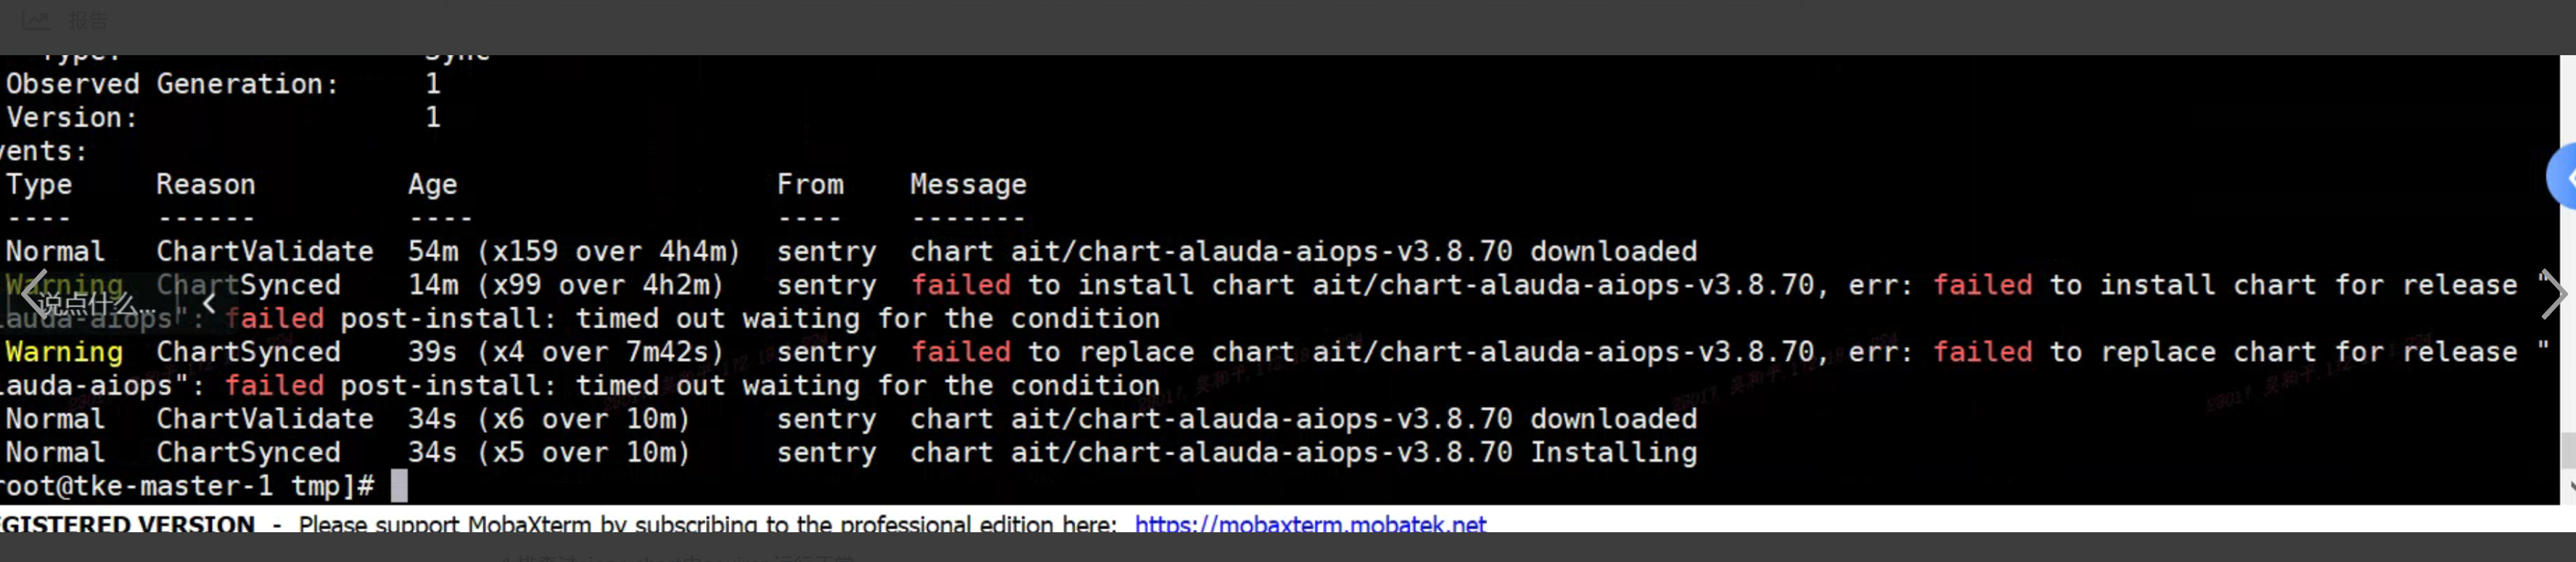 报告
Type: Sync
Observed Generation: 1
Version: 1
vents:
Type Reason Age From Message
---- ------ ---- ---- -------
Normal ChartValidate 54m (x159 over 4h4m) sentry chart ait/chart-alauda-aiops-v3.8.70 downloaded
Warning ChartSynced 14m (x99 over 4h2m) sentry failed to install chart ait/chart-alauda-aiops-v3.8.70, err: failed to install chart for release "
说点什么...
lauda-aiops": failed post-install: timed out waiting for the condition
Warning ChartSynced 39s (x4 over 7m42s) sentry failed to replace chart ait/chart-alauda-aiops-v3.8.70, err: failed to replace chart for release "
lauda-aiops": failed post-install: timed out waiting for the condition
Normal ChartValidate 34s (x6 over 10m) sentry chart ait/chart-alauda-aiops-v3.8.70 downloaded
Normal ChartSynced 34s (x5 over 10m) sentry chart ait/chart-alauda-aiops-v3.8.70 Installing
root@tke-master-1 tmp]#
EGISTERED VERSION - Please support MobaXterm by subscribing to the professional edition here: https://mobaxterm.mobatek.net